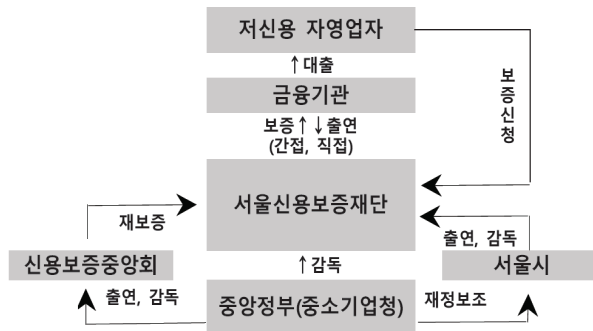 저신용 자영업자
↑대출
금융기관
보증↑↓출연
(간접, 직접)
보증신청
서울신용보증재단
재보증
출연, 감독
신용보증중앙회
↑감독
서울시
출연, 감독
중앙정부(중소기업청)
재정보조